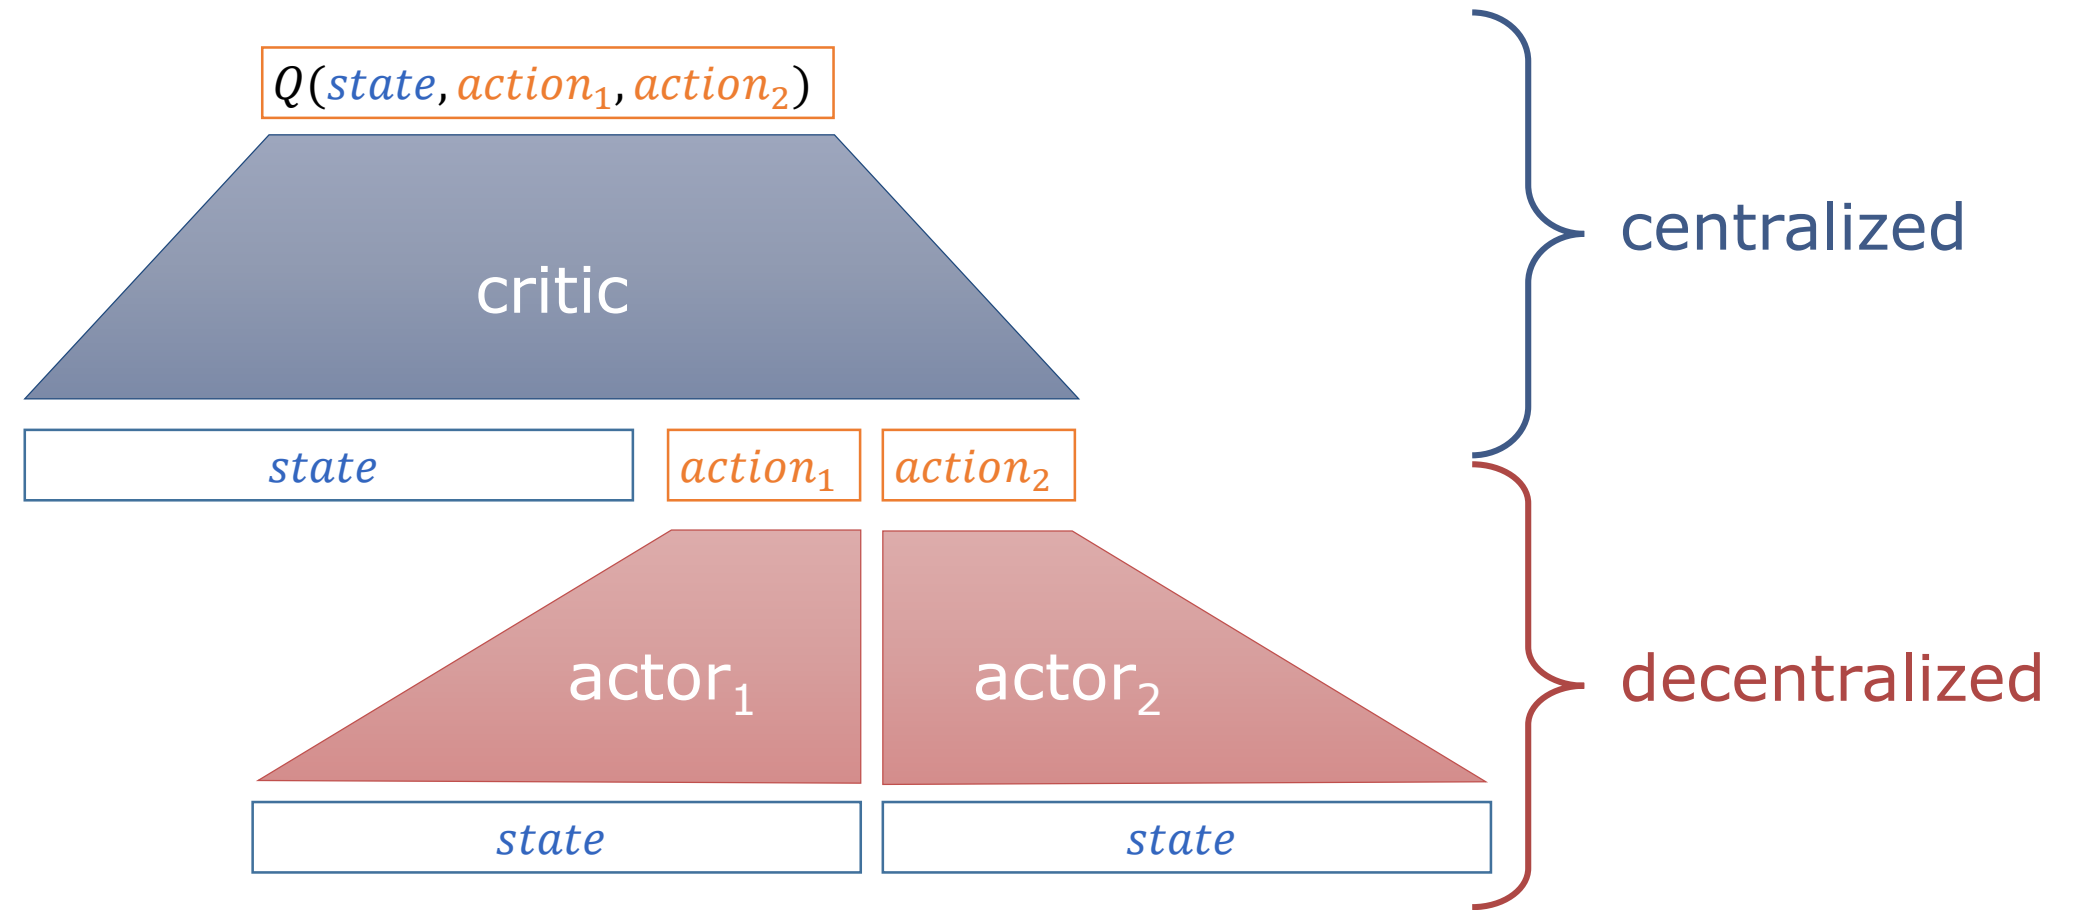 Q(state, action₁, action₂)
critic
centralized
state
action₁
action₂
actor₁
actor₂
decentralized
state
state